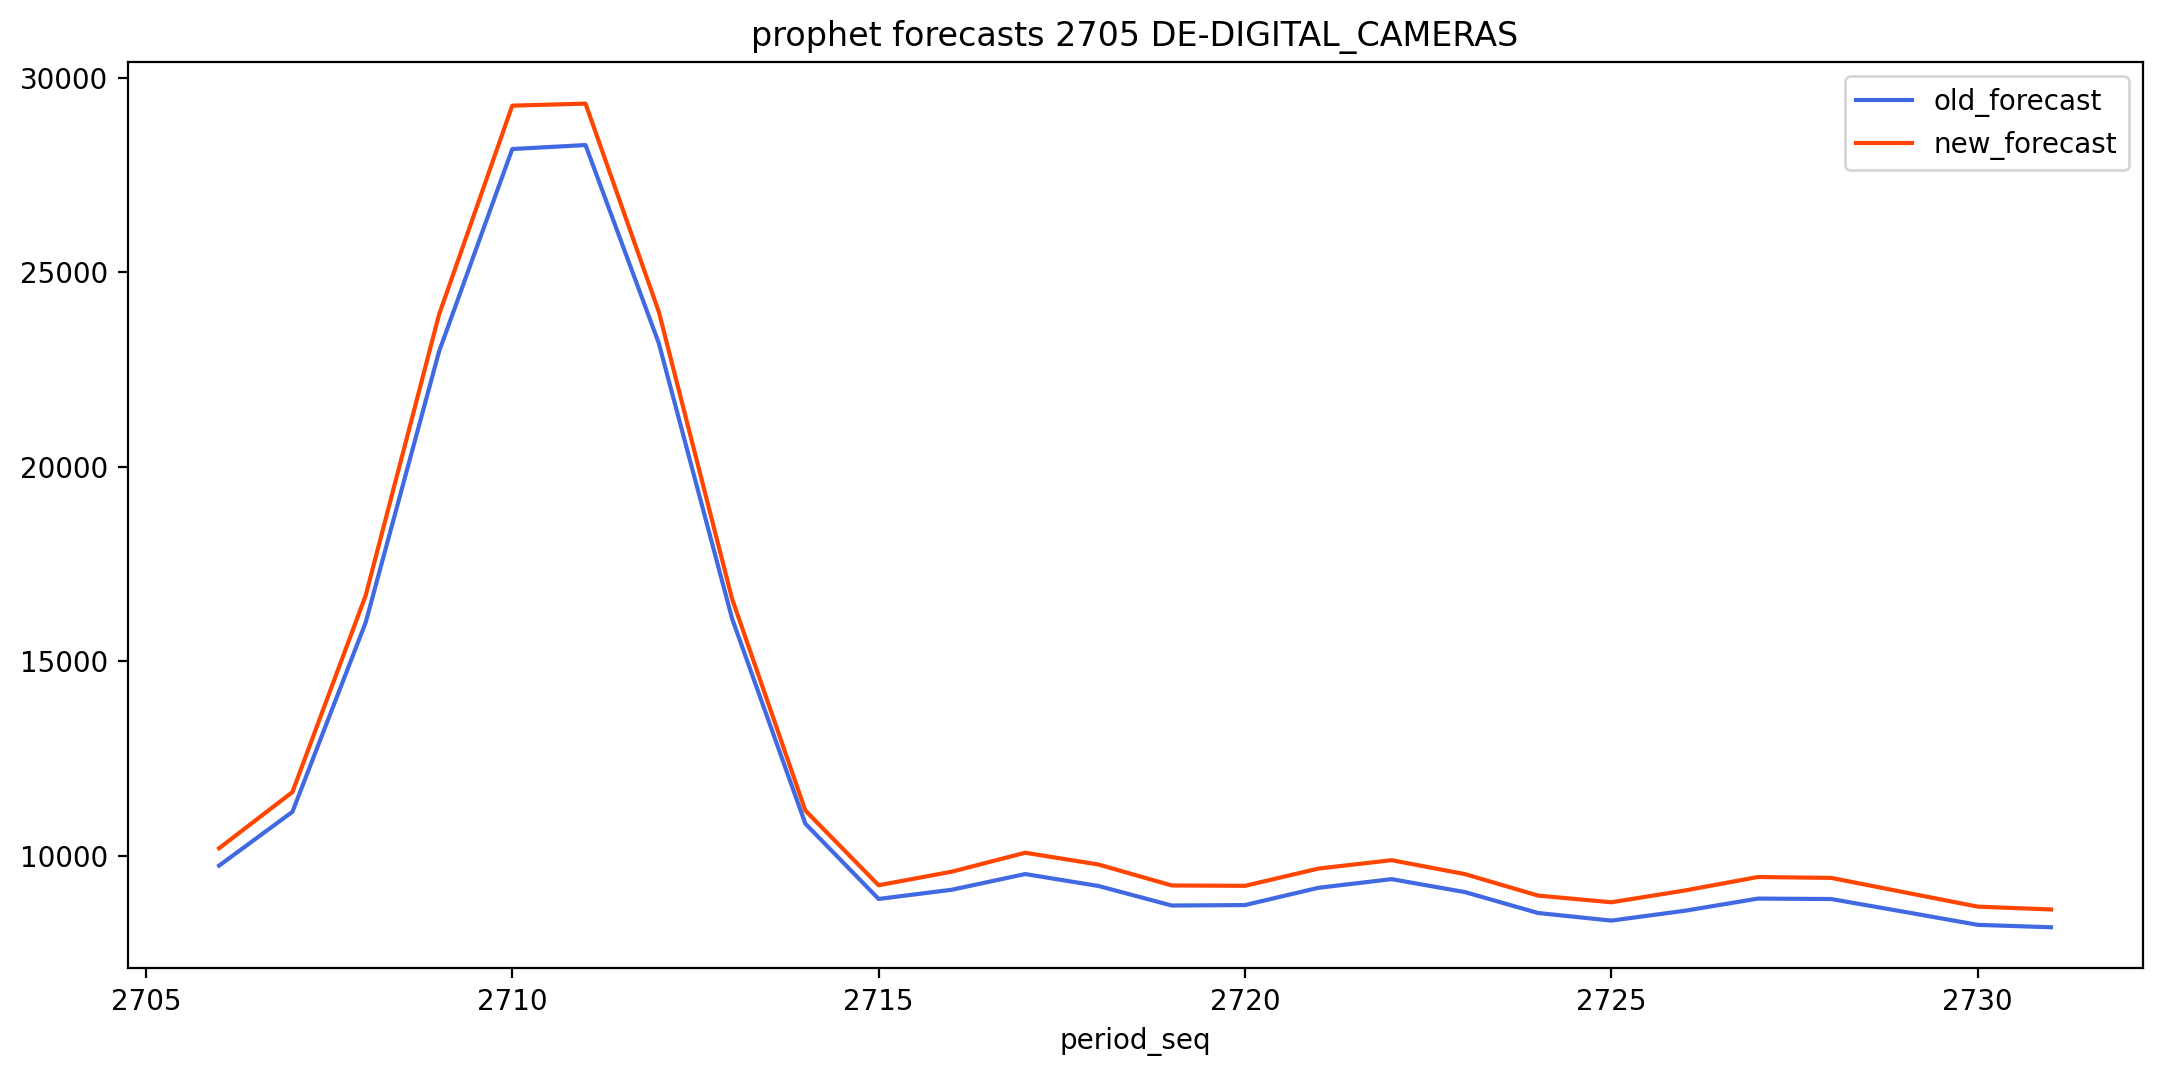 prophet forecasts 2705 DE-DIGITAL_CAMERAS
30000
25000
20000
15000
10000
old_forecast
new_forecast
2705 2710 2715 2720 2725 2730
period_seq